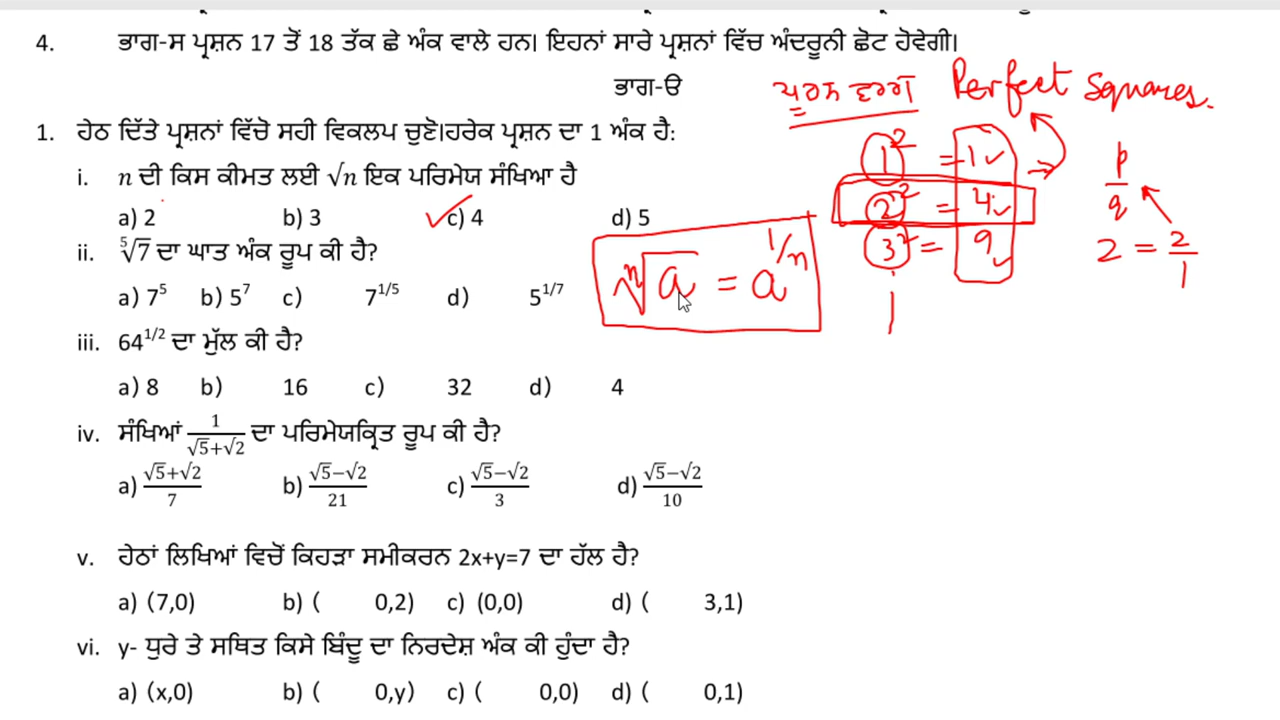 4. ਭਾਗ-ਸ ਪ੍ਰਸ਼ਨ 17 ਤੋਂ 18 ਤੱਕ ਛੇ ਅੰਕ ਵਾਲੇ ਹਨ। ਇਹਨਾਂ ਸਾਰੇ ਪ੍ਰਸ਼ਨਾਂ ਵਿੱਚ ਅੰਦਰੂਨੀ ਛੋਟ ਹੋਵੇਗੀ।
ਭਾਗ-ੳ
ਪੂਰਨ ਵਰਗ Perfect Squares.
1. ਹੇਠ ਦਿੱਤੇ ਪ੍ਰਸ਼ਨਾਂ ਵਿੱਚੋ ਸਹੀ ਵਿਕਲਪ ਚੁਣੋ।ਹਰੇਕ ਪ੍ਰਸ਼ਨ ਦਾ 1 ਅੰਕ ਹੈ:
1² = 1
i. n ਦੀ ਕਿਸ ਕੀਮਤ ਲਈ √n ਇਕ ਪਰਿਮੇਯ ਸੰਖਿਆ ਹੈ
p/q
a) 2 b) 3 c) 4 d) 5
2² = 4
ii. ⁵√7 ਦਾ ਘਾਤ ਅੰਕ ਰੂਪ ਕੀ ਹੈ?
3² = 9
2 = 2/1
ⁿ√a = a^1/n
a) 7⁵ b) 5⁷ c) 7^1/5 d) 5^1/7
iii. 64^1/2 ਦਾ ਮੁੱਲ ਕੀ ਹੈ?
a) 8 b) 16 c) 32 d) 4
iv. ਸੰਖਿਆਂ 1/(√5+√2) ਦਾ ਪਰਿਮੇਯਕ੍ਰਿਤ ਰੂਪ ਕੀ ਹੈ?
a) (√5+√2)/7 b) (√5−√2)/21 c) (√5−√2)/3 d) (√5−√2)/10
v. ਹੇਠਾਂ ਲਿਖਿਆਂ ਵਿਚੋਂ ਕਿਹੜਾ ਸਮੀਕਰਨ 2x+y=7 ਦਾ ਹੱਲ ਹੈ?
a) (7,0) b) ( 0,2) c) (0,0) d) ( 3,1)
vi. y- ਧੁਰੇ ਤੇ ਸਥਿਤ ਕਿਸੇ ਬਿੰਦੂ ਦਾ ਨਿਰਦੇਸ਼ ਅੰਕ ਕੀ ਹੁੰਦਾ ਹੈ?
a) (x,0) b) ( 0,y) c) ( 0,0) d) ( 0,1)